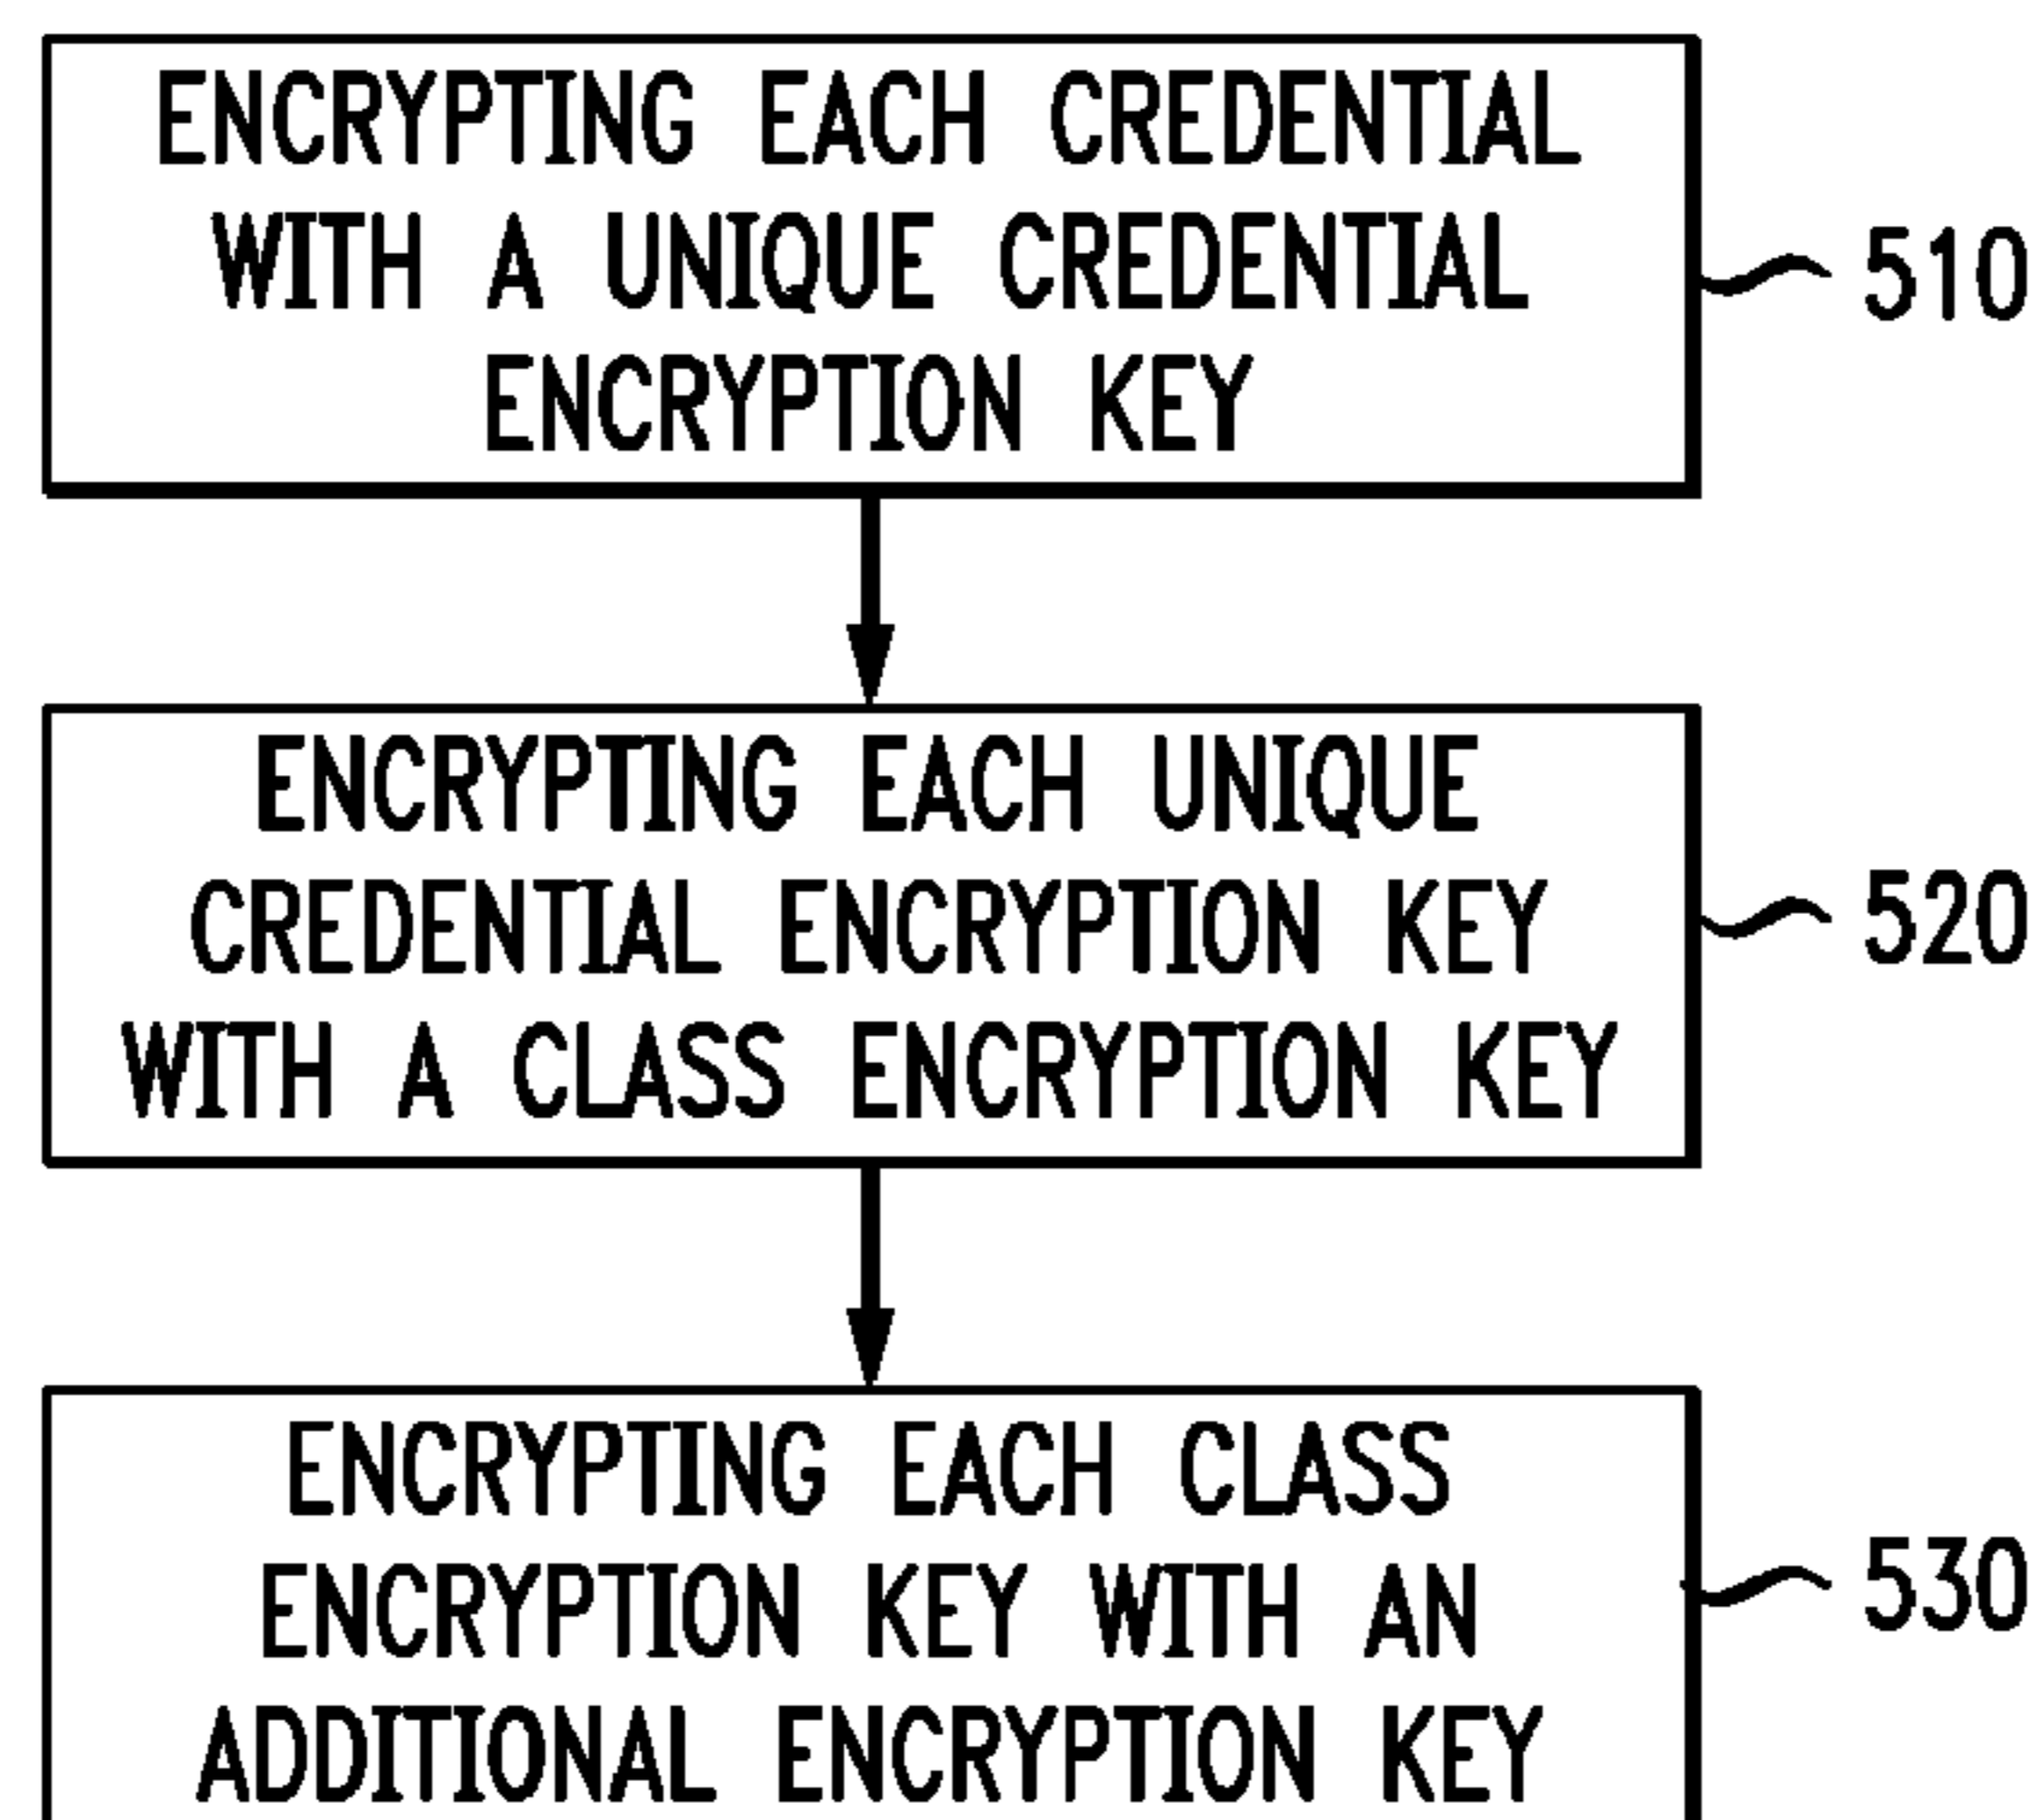 ENCRYPTING EACH CREDENTIAL
WITH A UNIQUE CREDENTIAL
ENCRYPTION KEY
510
ENCRYPTING EACH UNIQUE
CREDENTIAL ENCRYPTION KEY
WITH A CLASS ENCRYPTION KEY
520
ENCRYPTING EACH CLASS
ENCRYPTION KEY WITH AN
ADDITIONAL ENCRYPTION KEY
530